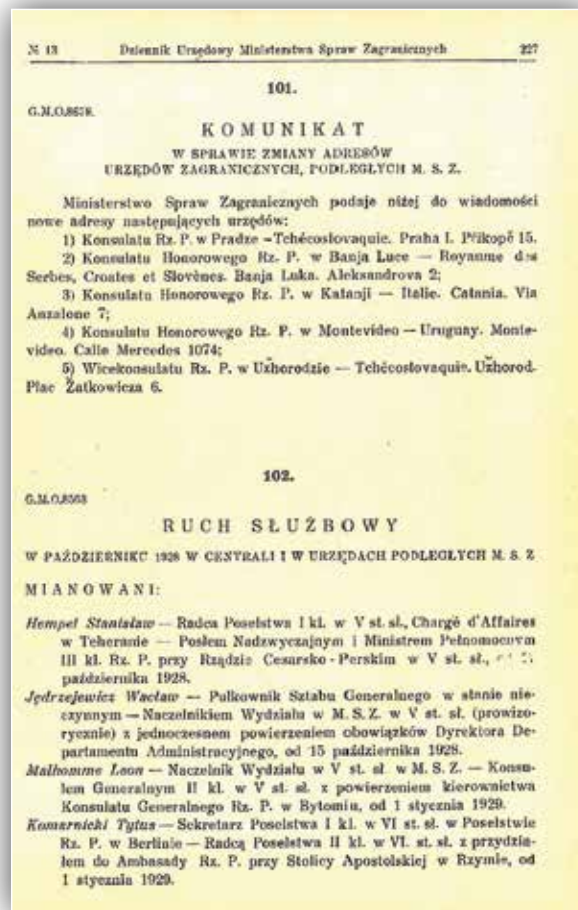 № 13 Dziennik Urzędowy Ministerstwa Spraw Zagranicznych 227
101.
G.M.O.8658.
KOMUNIKAT
W SPRAWIE ZMIANY ADRESÓW
URZĘDÓW ZAGRANICZNYCH, PODLEGŁYCH M. S. Z.
Ministerstwo Spraw Zagranicznych podaje niżej do wiadomości
nowe adresy następujących urzędów:
1) Konsulatu Rz. P. w Pradze – Tchécoslovaquie. Praha I. Přikopě 15.
2) Konsulatu Honorowego Rz. P. w Banja Luce — Royaume des
Serbes, Croates et Slovènes. Banja Luka. Aleksandrova 2;
3) Konsulatu Honorowego Rz. P. w Katanji — Italie. Catania. Via
Anzalone 7;
4) Konsulatu Honorowego Rz. P. w Montevideo — Uruguay. Monte-
video. Calle Mercedes 1074;
5) Wicekonsulatu Rz. P. w Użhorodzie — Tchécoslovaquie. Užhorod.
Plac Žatkowicza 6.
102.
G.M.O.8563
RUCH SŁUŻBOWY
W PAŹDZIERNIKU 1928 W CENTRALI I W URZĘDACH PODLEGŁYCH M. S. Z
MIANOWANI:
Hempel Stanisław — Radca Poselstwa I kl. w V st. sł., Chargé d'Affaires
w Teheranie — Posłem Nadzwyczajnym i Ministrem Pełnomocnym
III kl. Rz. P. przy Rządzie Cesarsko-Perskim w V st. sł.,
października 1928.
Jędrzejewicz Wacław — Pułkownik Sztabu Generalnego w stanie nie-
czynnym — Naczelnikiem Wydziału w M. S. Z. w V st. sł. (prowizo-
rycznie) z jednoczesnem powierzeniem obowiązków Dyrektora De-
partamentu Administracyjnego, od 15 października 1928.
Malhomme Leon — Naczelnik Wydziału w V st. sł. w M. S. Z. — Konsu-
lem Generalnym II kl. w V st. sł. z powierzeniem kierownictwa
Konsulatu Generalnego Rz. P. w Bytomiu, od 1 stycznia 1929.
Komarnicki Tytus — Sekretarz Poselstwa I kl. w VI st. sł. w Poselstwie
Rz. P. w Berlinie — Radcą Poselstwa II kl. w VI. st. sł. z przydzia-
łem do Ambasady Rz. P. przy Stolicy Apostolskiej w Rzymie, od
1 stycznia 1929.